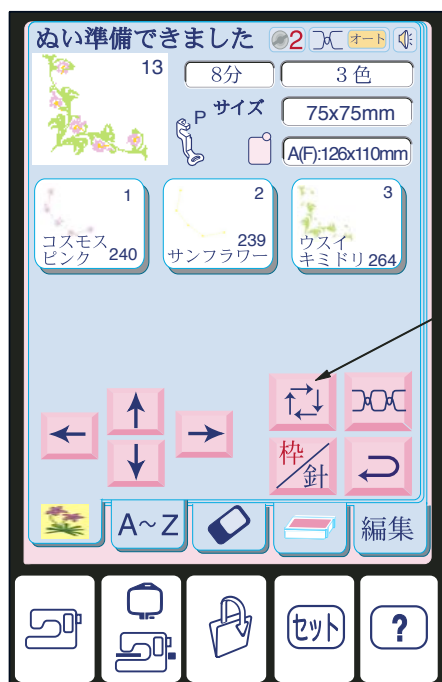 ぬい準備できました 2 オート
13
8分 3色
P サイズ 75x75mm
A(F):126x110mm
1
コスモス
ピンク 240
2
239
サンフラワー
3
ウスイ
キミドリ 264
枠/針
A～Z 編集
セット ?